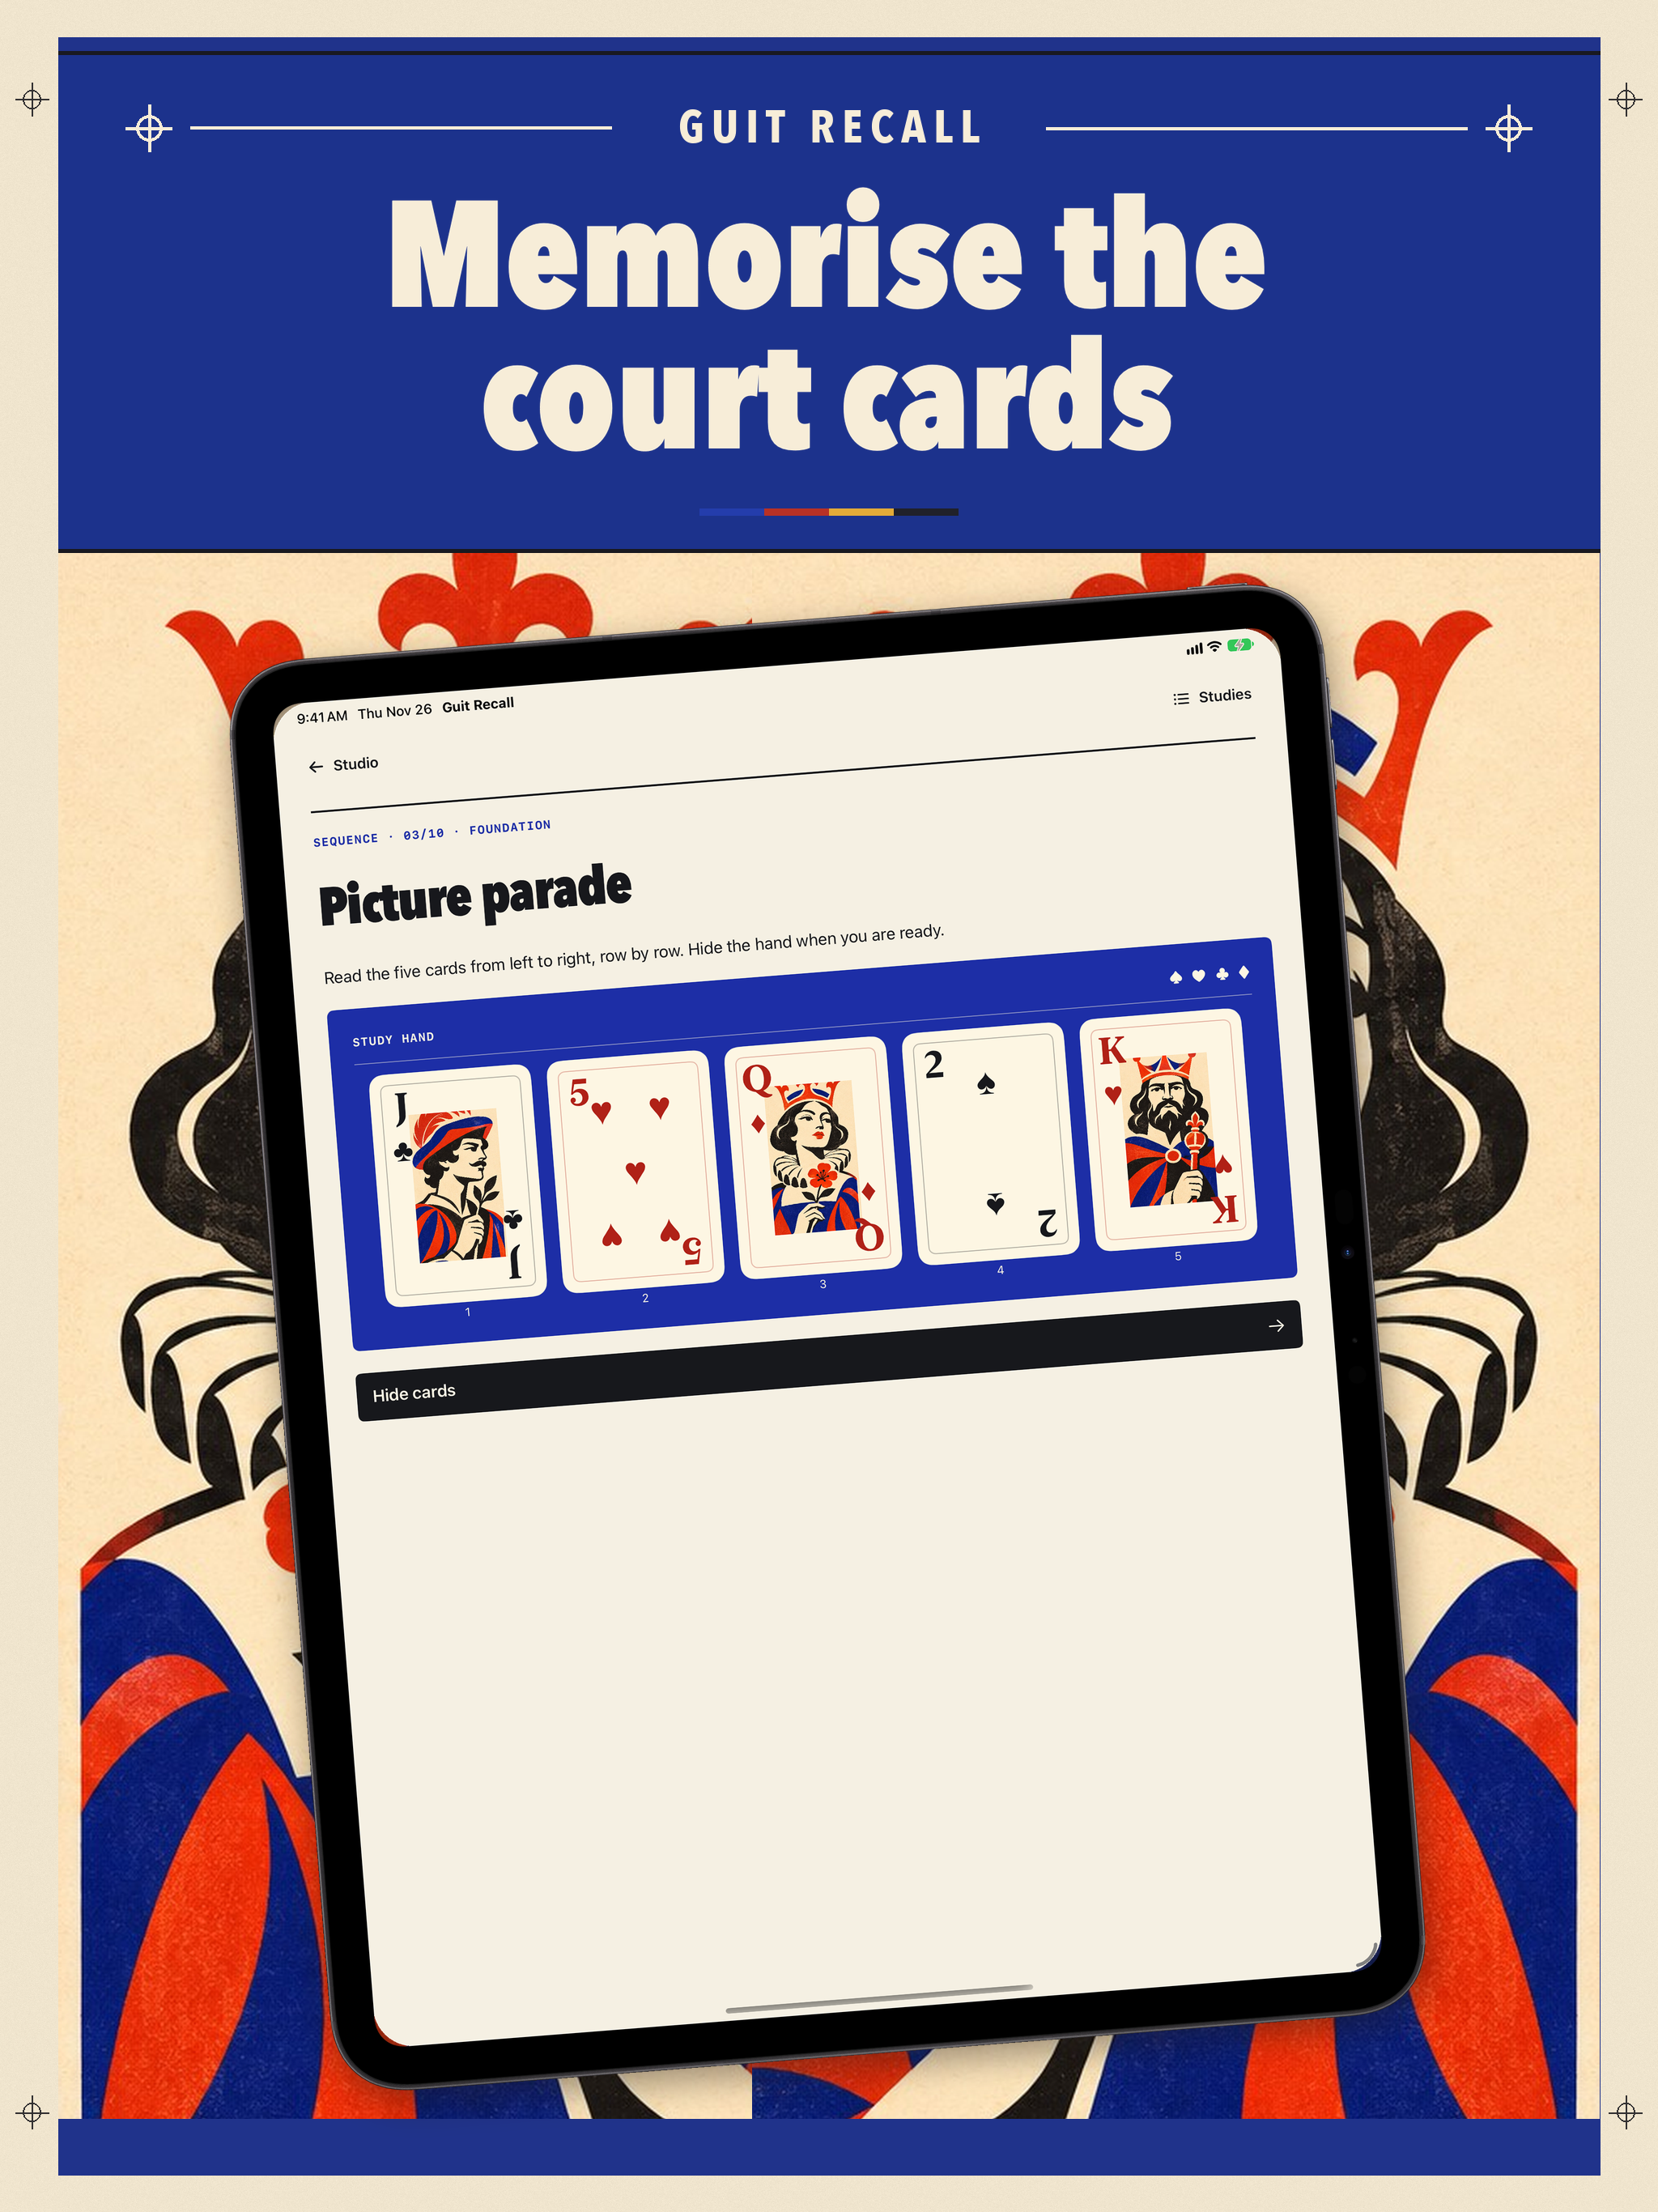 GUIT RECALL
Memorise the
court cards
9:41 AM Thu Nov 26 Guit Recall
Studio
Studies
SEQUENCE · 03/10 · FOUNDATION
Picture parade
Read the five cards from left to right, row by row. Hide the hand when you are ready.
STUDY HAND
J
J
1
5
5
2
Q
Q
3
2
2
4
K
K
5
Hide cards